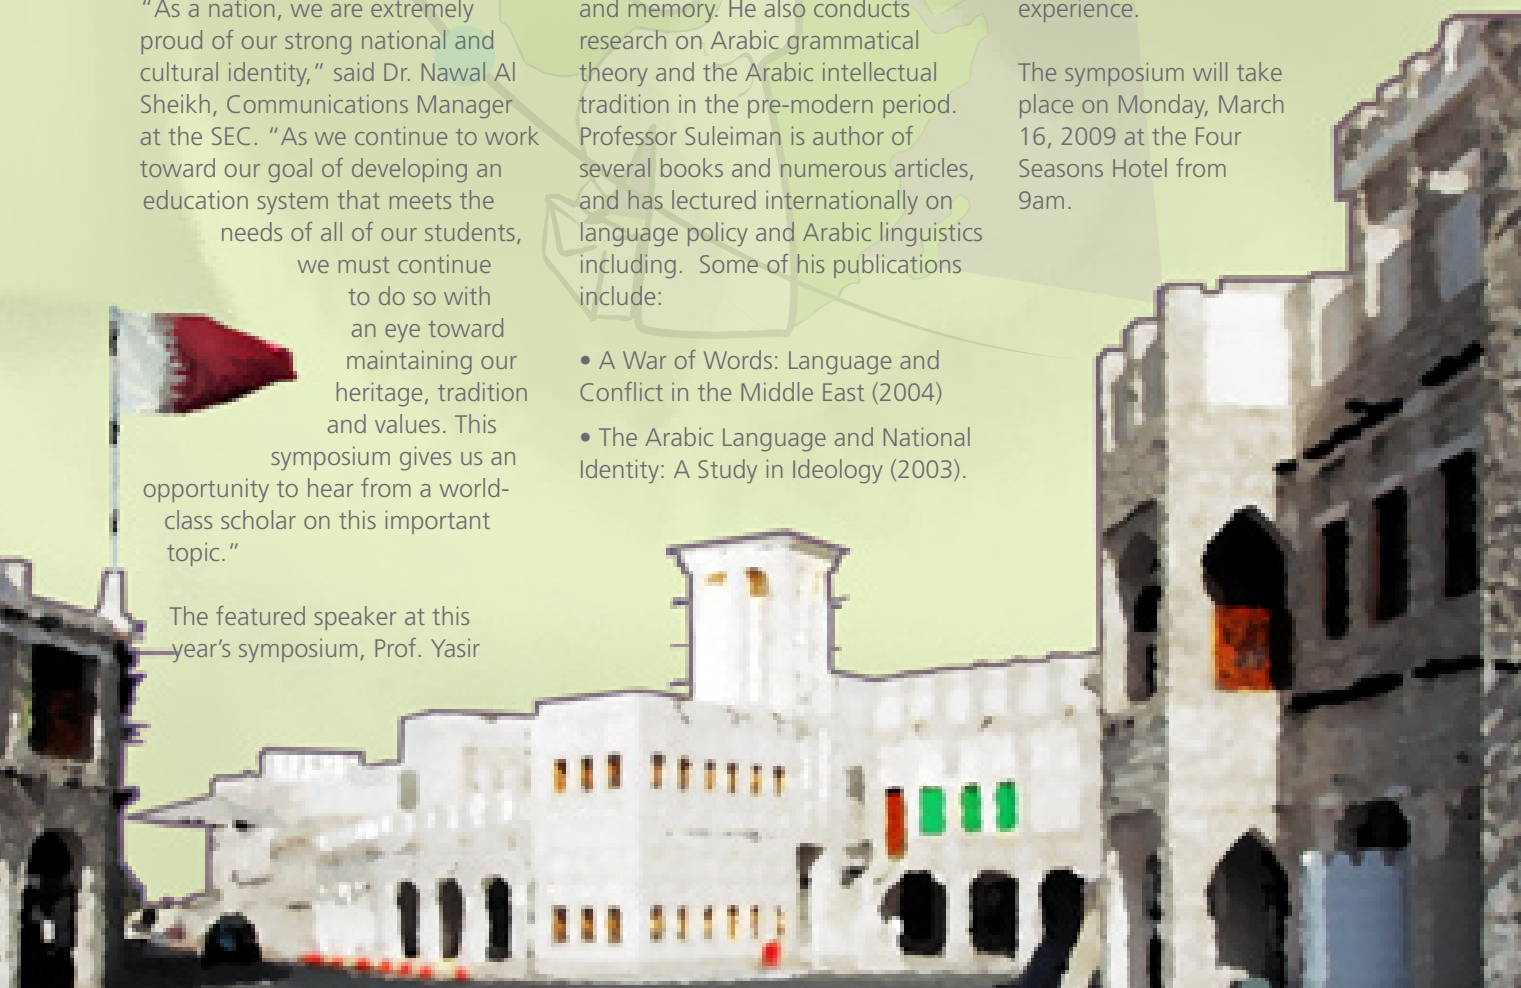 “As a nation, we are extremely
proud of our strong national and
cultural identity,” said Dr. Nawal Al
Sheikh, Communications Manager
at the SEC. “As we continue to work
toward our goal of developing an
education system that meets the
needs of all of our students,
we must continue
to do so with
an eye toward
maintaining our
heritage, tradition
and values. This
symposium gives us an
opportunity to hear from a world-
class scholar on this important
topic.”
The featured speaker at this
year’s symposium, Prof. Yasir
and memory. He also conducts
research on Arabic grammatical
theory and the Arabic intellectual
tradition in the pre-modern period.
Professor Suleiman is author of
several books and numerous articles,
and has lectured internationally on
language policy and Arabic linguistics
including.  Some of his publications
include:
• A War of Words: Language and
Conflict in the Middle East (2004)
• The Arabic Language and National
Identity: A Study in Ideology (2003).
experience.
The symposium will take
place on Monday, March
16, 2009 at the Four
Seasons Hotel from
9am.